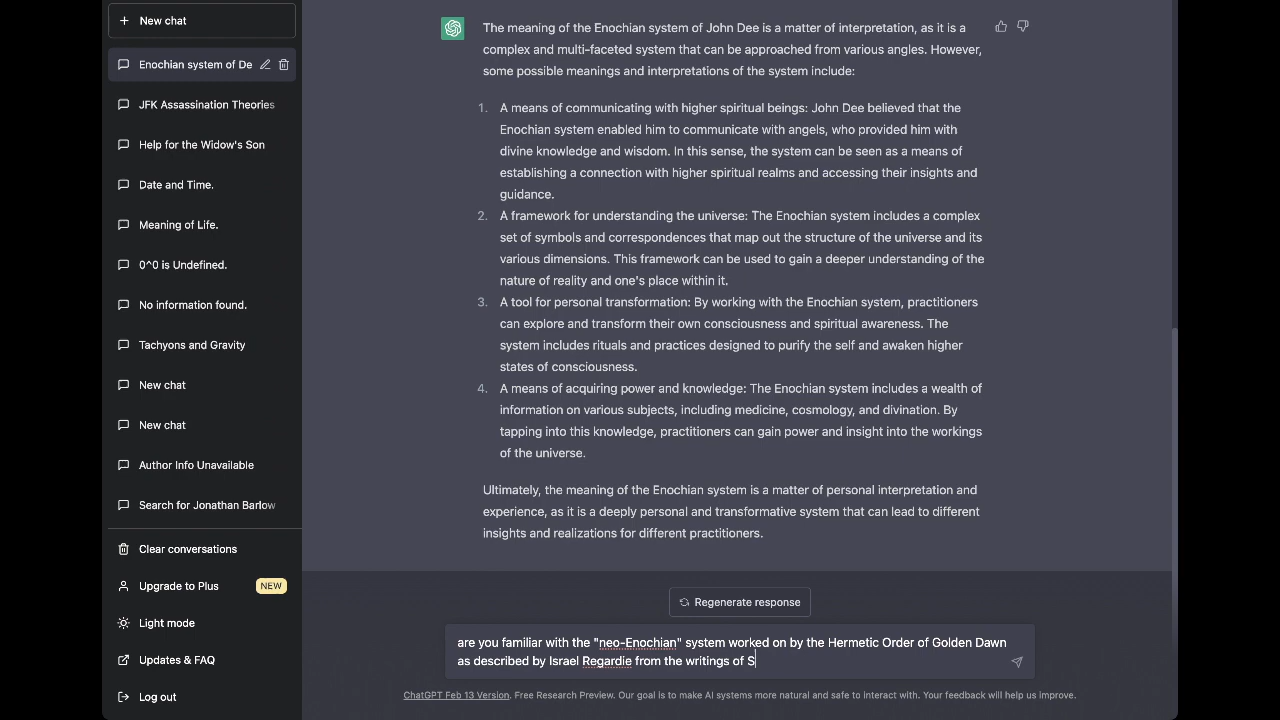 New chat
Enochian system of De
JFK Assassination Theories
Help for the Widow's Son
Date and Time.
Meaning of Life.
0^0 is Undefined.
No information found.
Tachyons and Gravity
New chat
New chat
Author Info Unavailable
Search for Jonathan Barlow
Clear conversations
Upgrade to Plus NEW
Light mode
Updates & FAQ
Log out
The meaning of the Enochian system of John Dee is a matter of interpretation, as it is a
complex and multi-faceted system that can be approached from various angles. However,
some possible meanings and interpretations of the system include:
1. A means of communicating with higher spiritual beings: John Dee believed that the
Enochian system enabled him to communicate with angels, who provided him with
divine knowledge and wisdom. In this sense, the system can be seen as a means of
establishing a connection with higher spiritual realms and accessing their insights and
guidance.
2. A framework for understanding the universe: The Enochian system includes a complex
set of symbols and correspondences that map out the structure of the universe and its
various dimensions. This framework can be used to gain a deeper understanding of the
nature of reality and one's place within it.
3. A tool for personal transformation: By working with the Enochian system, practitioners
can explore and transform their own consciousness and spiritual awareness. The
system includes rituals and practices designed to purify the self and awaken higher
states of consciousness.
4. A means of acquiring power and knowledge: The Enochian system includes a wealth of
information on various subjects, including medicine, cosmology, and divination. By
tapping into this knowledge, practitioners can gain power and insight into the workings
of the universe.
Ultimately, the meaning of the Enochian system is a matter of personal interpretation and
experience, as it is a deeply personal and transformative system that can lead to different
insights and realizations for different practitioners.
Regenerate response
are you familiar with the "neo-Enochian" system worked on by the Hermetic Order of Golden Dawn
as described by Israel Regardie from the writings of S
ChatGPT Feb 13 Version. Free Research Preview. Our goal is to make AI systems more natural and safe to interact with. Your feedback will help us improve.